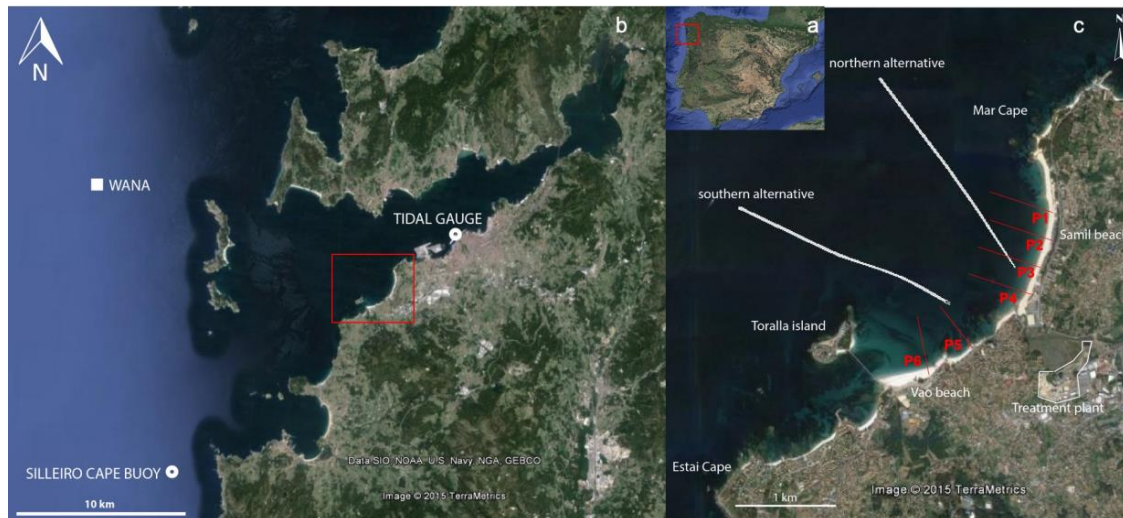 b
N
WANA
TIDAL GAUGE
SILLEIRO CAPE BUOY
10 km
Data SIO, NOAA, U.S. Navy, NGA, GEBCO
Image © 2015 TerraMetrics
a
c
N
northern alternative
Mar Cape
southern alternative
P1
Samil beach
P2
P3
P4
Toralla island
P5
P6
Vao beach
Treatment plant
Estai Cape
1 km
Image © 2015 TerraMetrics